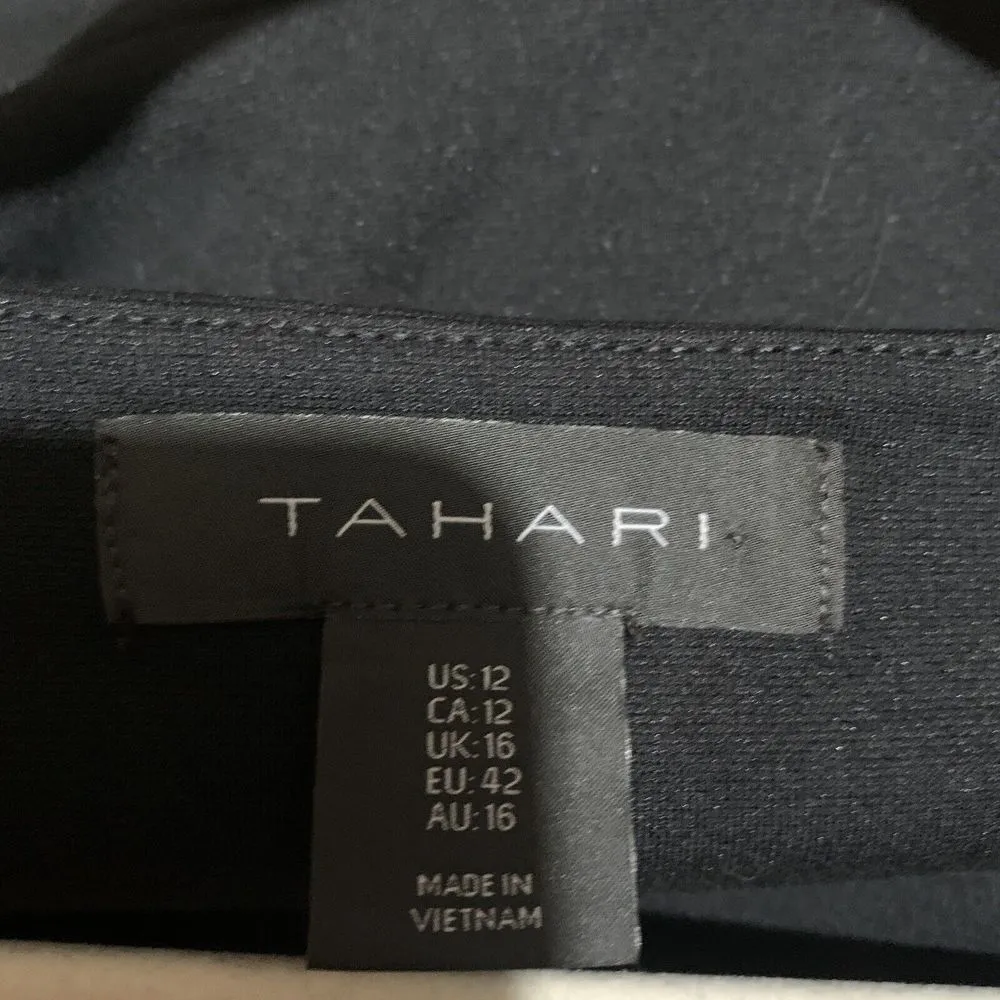 TAHARI
US:12
CA:12
UK:16
EU:42
AU:16
MADE IN
VIETNAM